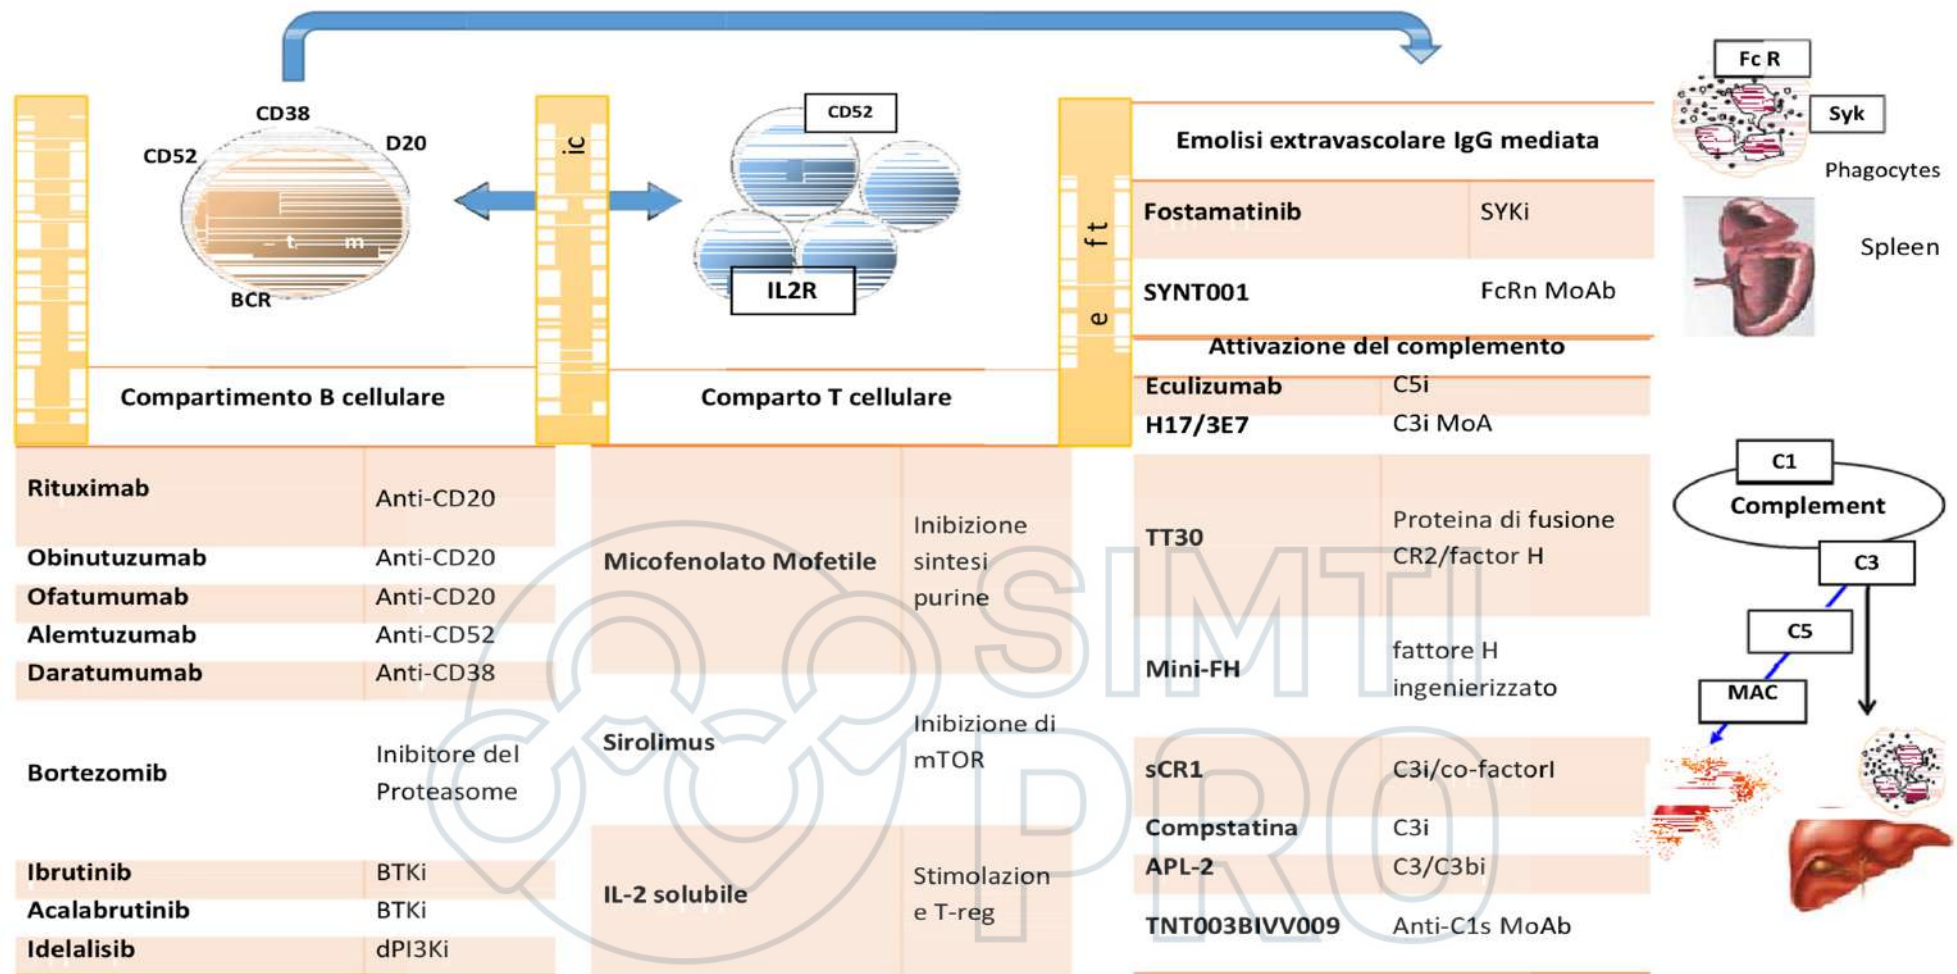 CD38
CD52
D20
BCR
t. m
ic
CD52
IL2R
e ft
Fc R
Syk
Phagocytes
Spleen
Compartimento B cellulare
Rituximab Anti-CD20
Obinutuzumab Anti-CD20
Ofatumumab Anti-CD20
Alemtuzumab Anti-CD52
Daratumumab Anti-CD38
Bortezomib Inibitore del
Proteasome
Ibrutinib BTKi
Acalabrutinib BTKi
Idelalisib dPI3Ki
Comparto T cellulare
Micofenolato Mofetile Inibizione
sintesi
purine
Sirolimus Inibizione di
mTOR
IL-2 solubile Stimolazion
e T-reg
Emolisi extravascolare IgG mediata
Fostamatinib SYKi
SYNT001 FcRn MoAb
Attivazione del complemento
Eculizumab C5i
H17/3E7 C3i MoA
TT30 Proteina di fusione
CR2/factor H
Mini-FH fattore H
ingenierizzato
sCR1 C3i/co-factorI
Compstatina C3i
APL-2 C3/C3bi
TNT003BIVV009 Anti-C1s MoAb
C1
Complement
C3
C5
MAC
SIMTI
PRO